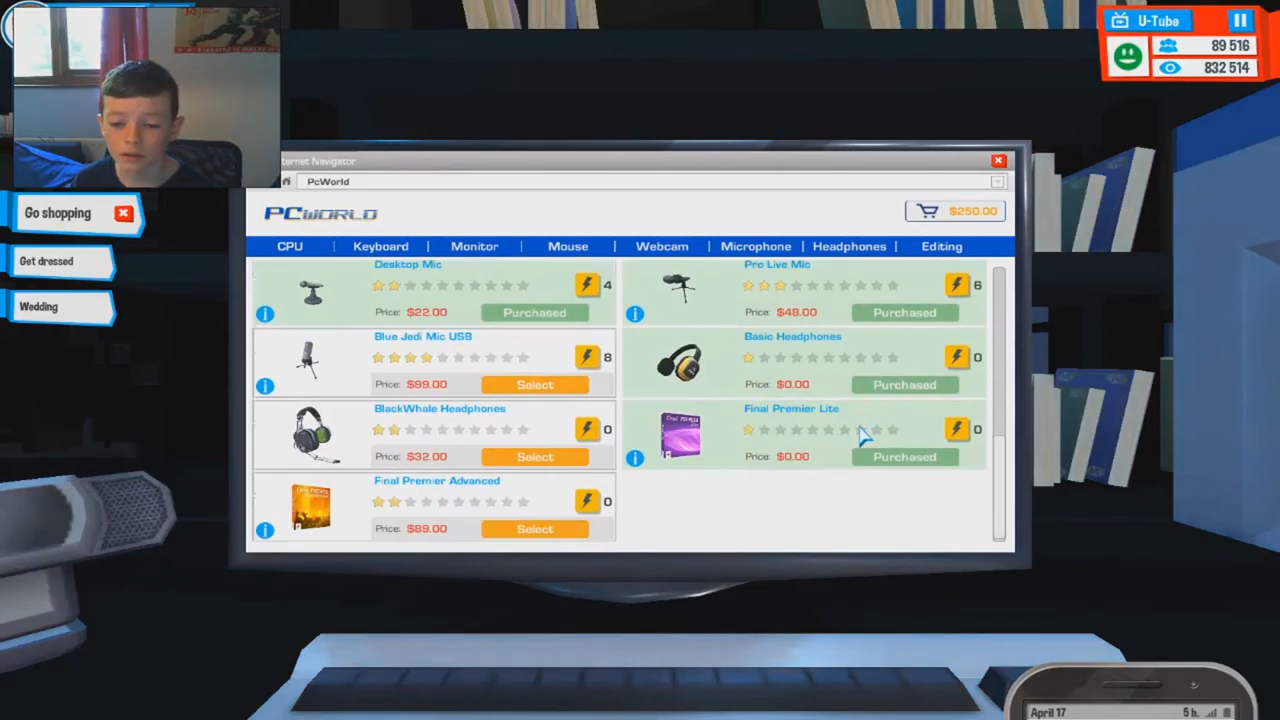 U-Tube
89 516
832 514
Internet Navigator
PcWorld
PCWORLD
$250.00
CPU
Keyboard
Monitor
Mouse
Webcam
Microphone
Headphones
Editing
Desktop Mic
4
Price: $22.00
Purchased
Pro Live Mic
6
Price: $48.00
Purchased
Blue Jedi Mic USB
8
Price: $99.00
Select
Basic Headphones
0
Price: $0.00
Purchased
BlackWhale Headphones
0
Price: $32.00
Select
Final Premier Lite
0
Price: $0.00
Purchased
Final Premier Advanced
0
Price: $89.00
Select
Go shopping
Get dressed
Wedding
April 17
5 h.